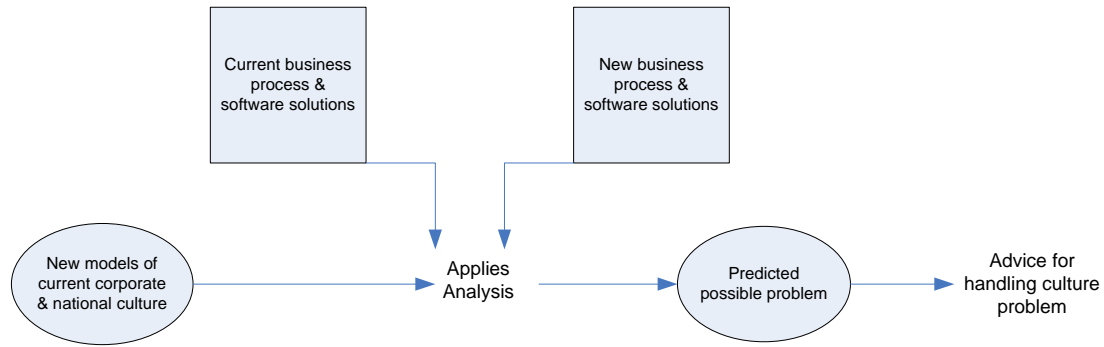 Current business
process &
software solutions
New business
process &
software solutions
New models of
current corporate
& national culture
Applies
Analysis
Predicted
possible problem
Advice for
handling culture
problem